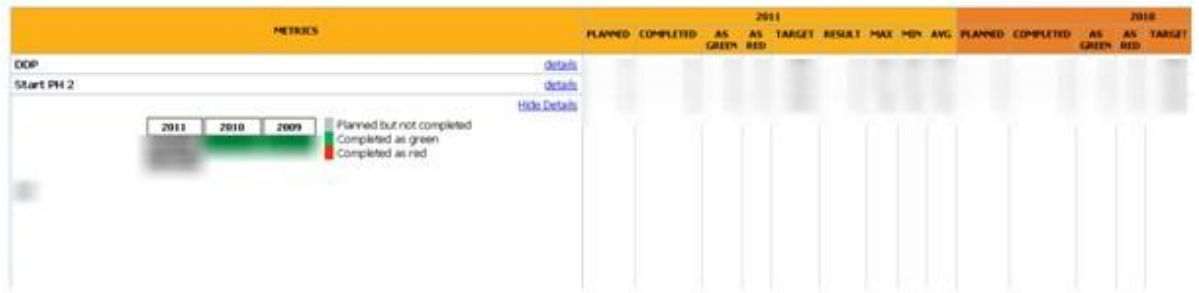 2011 2010
METRICS PLANNED COMPLETED AS GREEN AS RED TARGET RESULT MAX MIN AVG PLANNED COMPLETED AS GREEN AS RED TARGET
DDP details
Start PH 2 details
Hide Details
2011 2010 2009 Planned but not completed
Completed as green
Completed as red